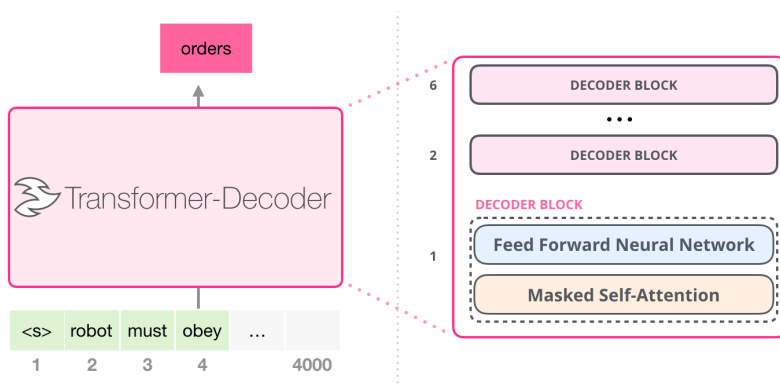 orders
Transformer-Decoder
<s> robot must obey ...
1 2 3 4 4000
6 DECODER BLOCK
...
2 DECODER BLOCK
DECODER BLOCK
1
Feed Forward Neural Network
Masked Self-Attention